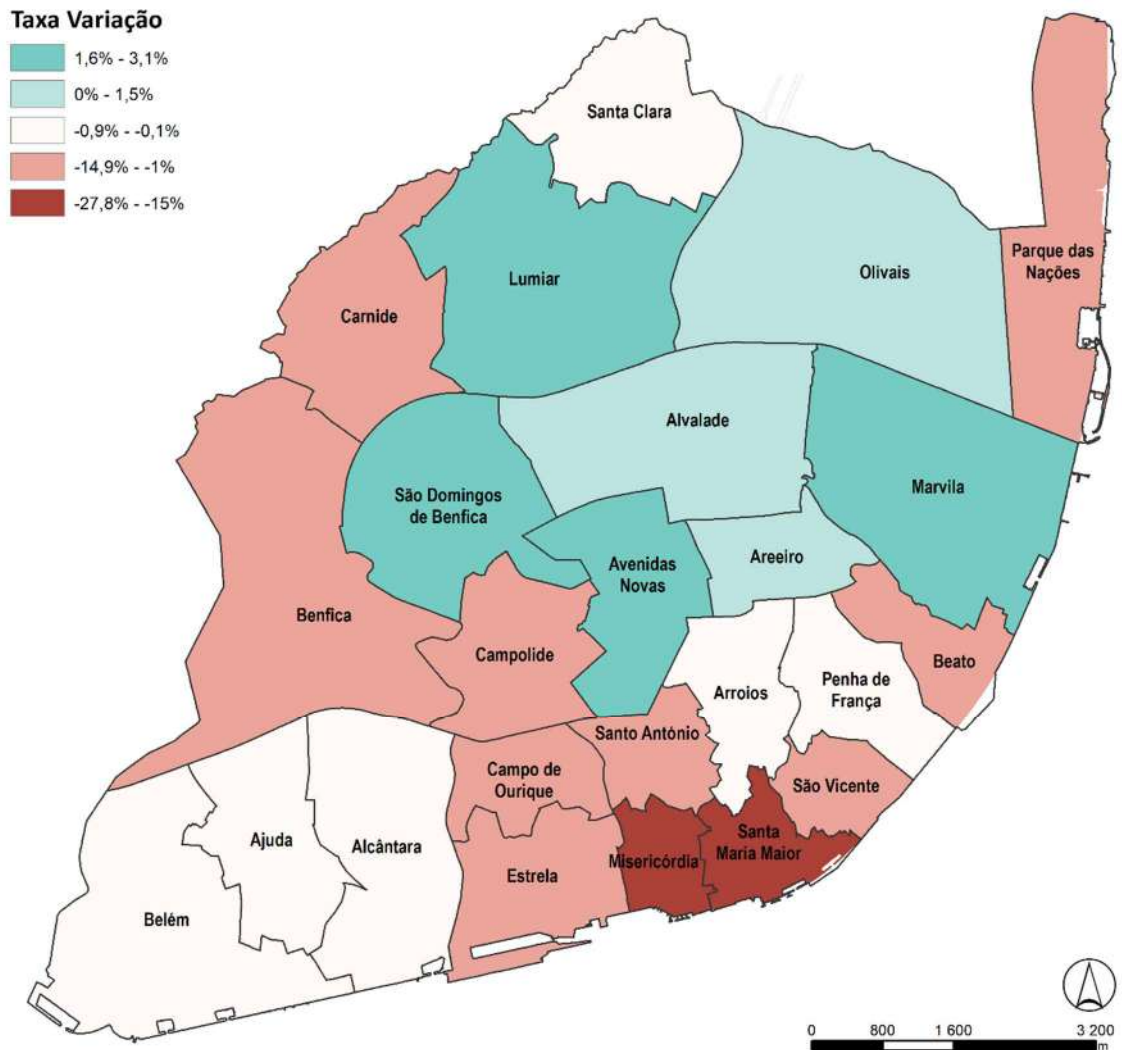 Taxa Variação
1,6% - 3,1%
0% - 1,5%
-0,9% - -0,1%
-14,9% - -1%
-27,8% - -15%
Santa Clara
Parque das
Nações
Olivais
Lumiar
Carnide
Alvalade
Marvila
São Domingos
de Benfica
Avenidas
Novas
Areeiro
Benfica
Campolide
Beato
Penha de
França
Arroios
Santo António
Campo de
Ourique
São Vicente
Ajuda
Alcântara
Santa
Maria Maior
Misericórdia
Estrela
Belém
0 800 1 600 3 200
m